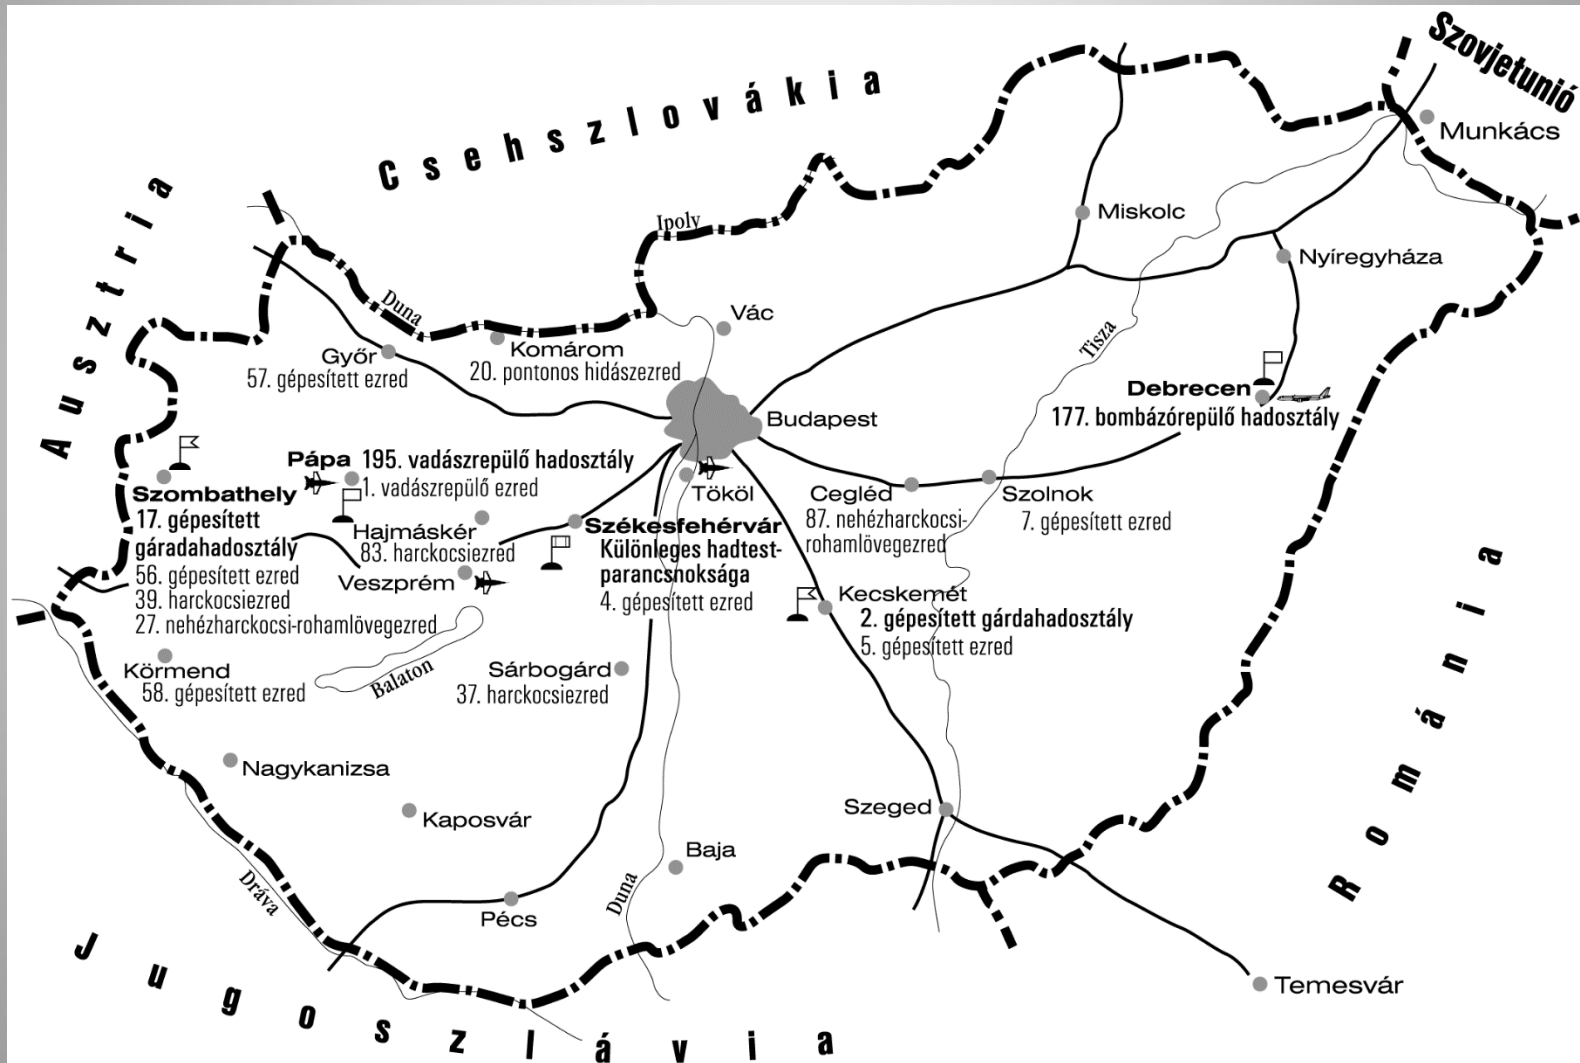 Csehszlovákia
Szovjetunió
Munkács
Ausztria
Ipoly
Miskolc
Nyíregyháza
Duna
Vác
Tisza
Győr
57. gépesített ezred
Komárom
20. pontonos hidászezred
Budapest
Debrecen
177. bombázórepülő hadosztály
Pápa
195. vadászrepülő hadosztály
1. vadászrepülő ezred
Tököl
Cegléd
87. nehézharckocsi-
rohamlövegezred
Szolnok
7. gépesített ezred
Szombathely
17. gépesített
gáradahadosztály
56. gépesített ezred
39. harckocsiezred
27. nehézharckocsi-rohamlövegezred
Hajmáskér
83. harckocsiezred
Veszprém
Székesfehérvár
Különleges hadtest-
parancsnoksága
4. gépesített ezred
Kecskemét
2. gépesített gárdahadosztály
5. gépesített ezred
Románia
Körmend
58. gépesített ezred
Balaton
Sárbogárd
37. harckocsiezred
Nagykanizsa
Kaposvár
Szeged
Baja
Dráva
Duna
Pécs
Temesvár
Jugoszlávia